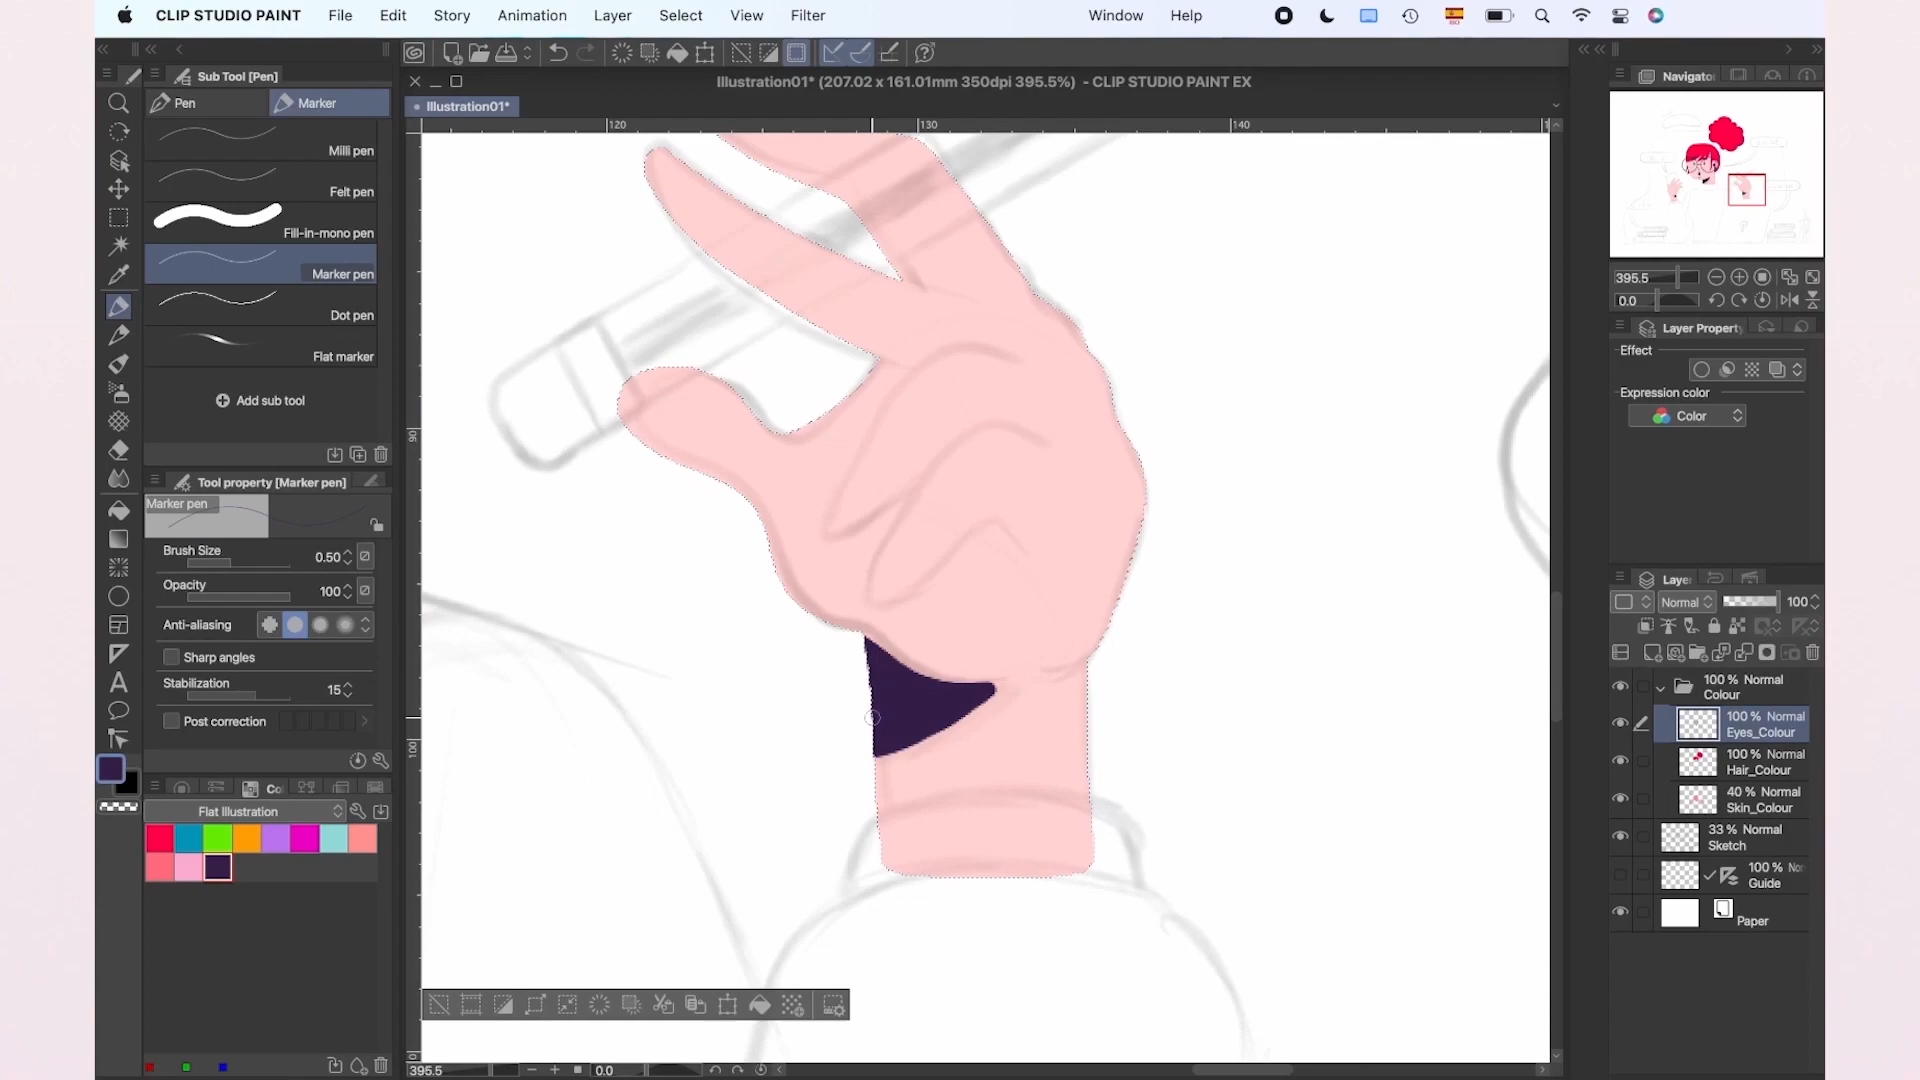 CLIP STUDIO PAINT File Edit Story Animation Layer Select View Filter Window Help
Sub Tool [Pen]
Pen Marker
Milli pen
Felt pen
Fill-in-mono pen
Marker pen
Dot pen
Flat marker
Add sub tool
Tool property [Marker pen]
Marker pen
Brush Size 0.50
Opacity 100
Anti-aliasing
Sharp angles
Stabilization 15
Post correction
Co
Flat Illustration
Illustration01* (207.02 x 161.01mm 350dpi 395.5%) - CLIP STUDIO PAINT EX
Illustration01*
120 130 140
90
100
395.5 0.0
Navigato
395.5
0.0
Layer Property
Effect
Expression color
Color
Layer
Normal 100
100 % Normal
Colour
100 % Normal
Eyes_Colour
100 % Normal
Hair_Colour
40 % Normal
Skin_Colour
33 % Normal
Sketch
100 % No
Guide
Paper